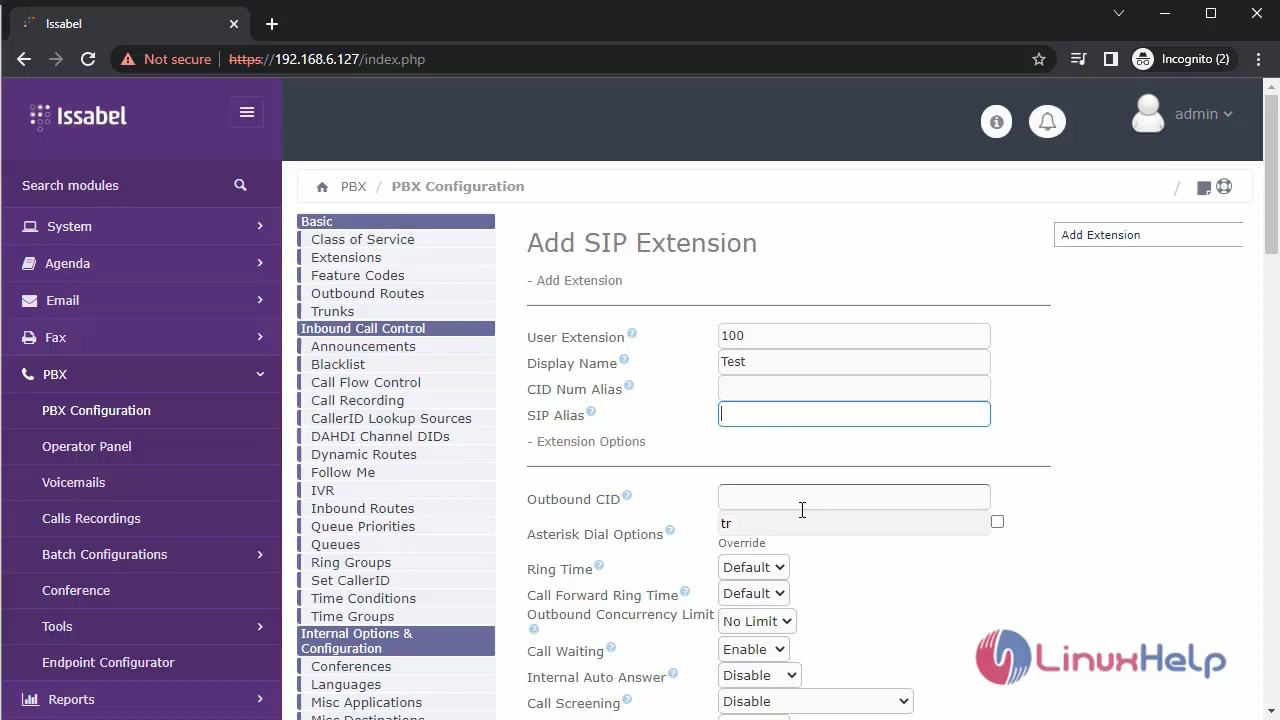 Issabel
Not secure
https://192.168.6.127/index.php
Incognito (2)
Issabel
admin
Search modules
System
Agenda
Email
Fax
PBX
PBX Configuration
Operator Panel
Voicemails
Calls Recordings
Batch Configurations
Conference
Tools
Endpoint Configurator
Reports
PBX / PBX Configuration /
Basic
Class of Service
Extensions
Feature Codes
Outbound Routes
Trunks
Inbound Call Control
Announcements
Blacklist
Call Flow Control
Call Recording
CallerID Lookup Sources
DAHDI Channel DIDs
Dynamic Routes
Follow Me
IVR
Inbound Routes
Queue Priorities
Queues
Ring Groups
Set CallerID
Time Conditions
Time Groups
Internal Options &
Configuration
Conferences
Languages
Misc Applications
Misc Destinations
Add SIP Extension
- Add Extension
User Extension 100
Display Name Test
CID Num Alias
SIP Alias
- Extension Options
Outbound CID
Asterisk Dial Options tr
Override
Ring Time Default
Call Forward Ring Time Default
Outbound Concurrency Limit No Limit
Call Waiting Enable
Internal Auto Answer Disable
Call Screening Disable
Add Extension
LinuxHelp